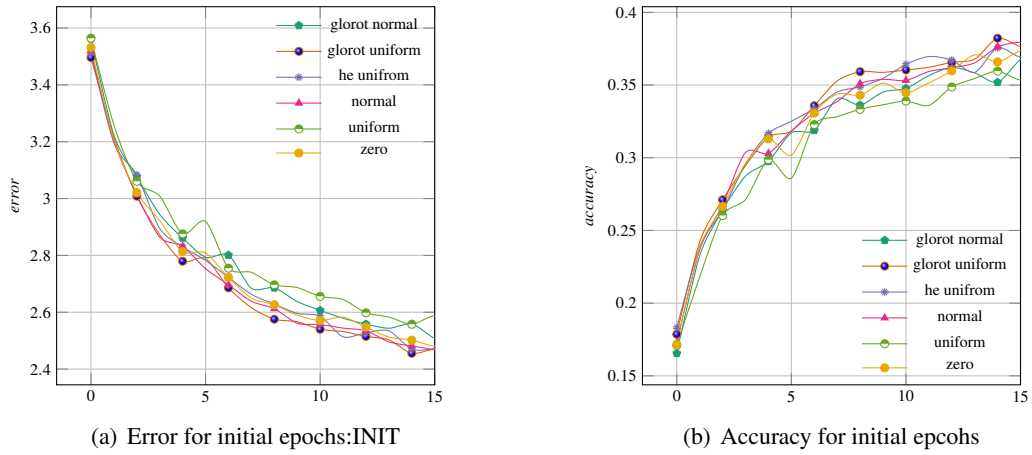 3.6
3.4
3.2
3
2.8
2.6
2.4
error
0
5
10
15
glorot normal
glorot uniform
he unifrom
normal
uniform
zero
(a) Error for initial epochs:INIT
0.4
0.35
0.3
0.25
0.2
0.15
accuracy
0
5
10
15
glorot normal
glorot uniform
he unifrom
normal
uniform
zero
(b) Accuracy for initial epcohs